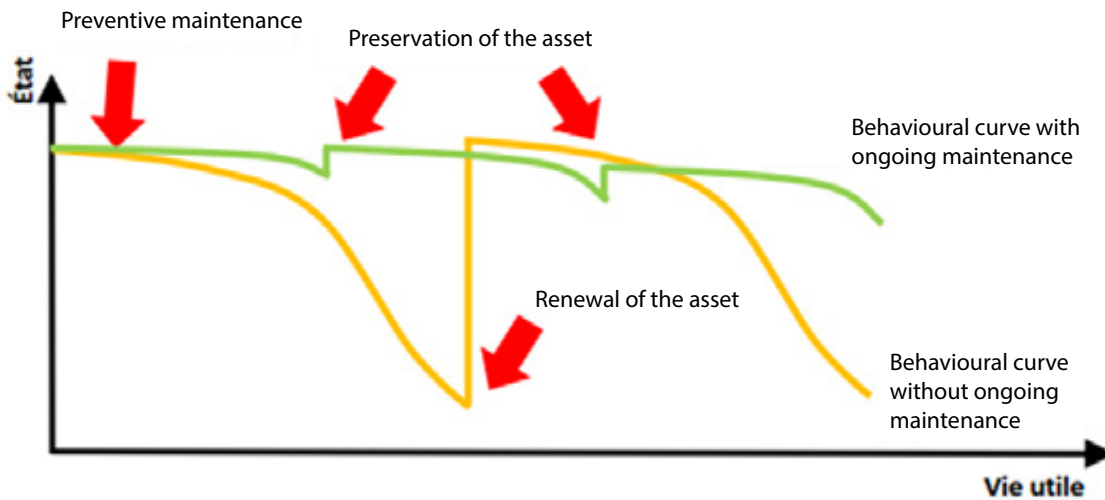 Preventive maintenance
Preservation of the asset
État
Behavioural curve with
ongoing maintenance
Renewal of the asset
Behavioural curve
without ongoing
maintenance
Vie utile